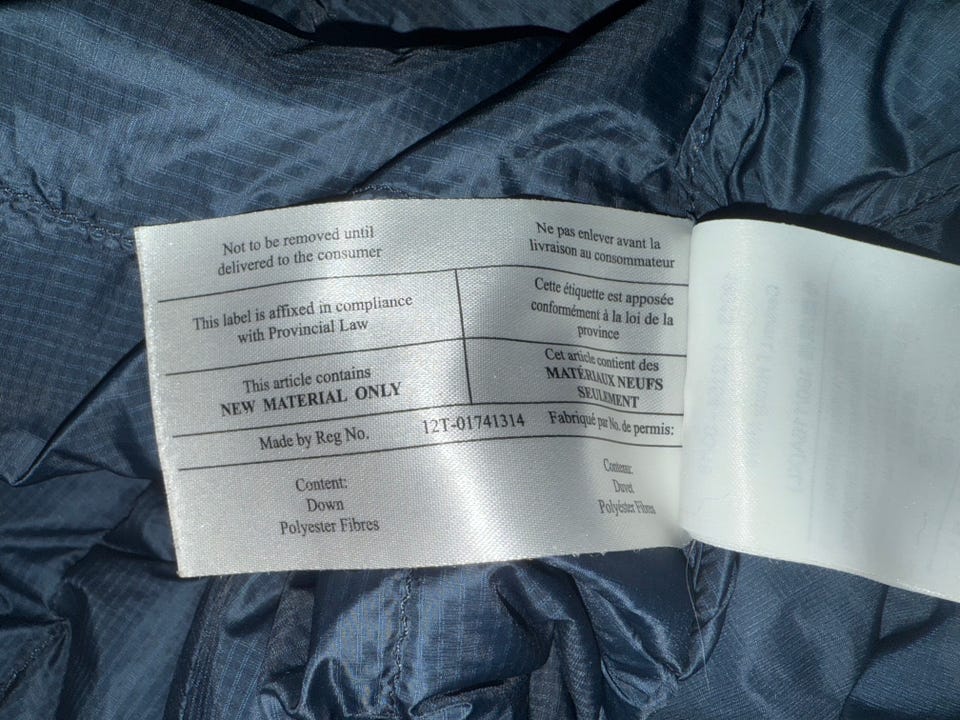 Not to be removed until
delivered to the consumer
Ne pas enlever avant la
livraison au consommateur
This label is affixed in compliance
with Provincial Law
Cette étiquette est apposée
conformément à la loi de la
province
This article contains
NEW MATERIAL ONLY
Cet article contient des
MATÉRIAUX NEUFS
SEULEMENT
Made by Reg No. 12T-01741314 Fabriqué par No. de permis:
Content:
Down
Polyester Fibres
Contenu:
Duvet
Polyéster Fibres